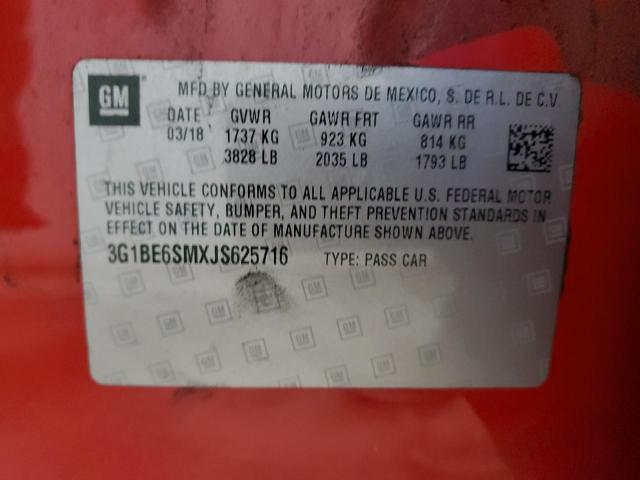 GM MFD BY GENERAL MOTORS DE MEXICO, S. DE R.L. DE C.V.
DATE GVWR GAWR FRT GAWR RR
03/18 1737 KG 923 KG 814 KG
3828 LB 2035 LB 1793 LB
THIS VEHICLE CONFORMS TO ALL APPLICABLE U.S. FEDERAL MOTOR
VEHICLE SAFETY, BUMPER, AND THEFT PREVENTION STANDARDS IN
EFFECT ON THE DATE OF MANUFACTURE SHOWN ABOVE.
3G1BE6SMXJS625716 TYPE: PASS CAR